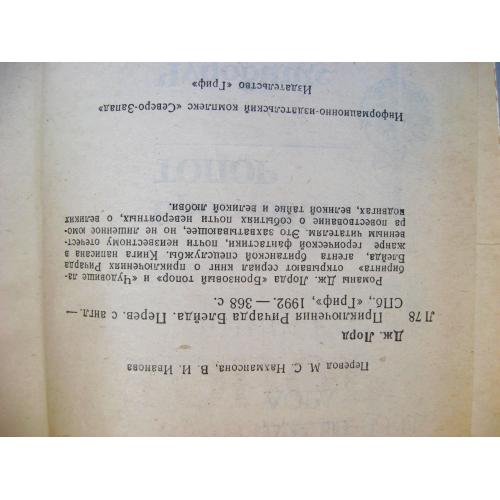 Перевод М. С. Нахмансона, В. И. Иванова
Дж. Лорд
Л 78 Приключения Ричарда Блейда. Перев. с англ. —
СПб., „Гриф“, 1992. — 368 с.
Романы Дж. Лорда «Бронзовый топор» и «Чудовище ла-
биринта» открывают сериал книг о приключениях Ричарда
Блейда, агента британской спецслужбы. Книга написана в
жанре героической фантастики, почти неизвестному отечест-
венным читателям. Это захватывающее, но не лишенное юмо-
ра повествование о событиях почти невероятных, о великих
подвигах, великой тайне и великой любви.
Информационно-издательский комплекс «Северо-Запад»
Издательство «Гриф»